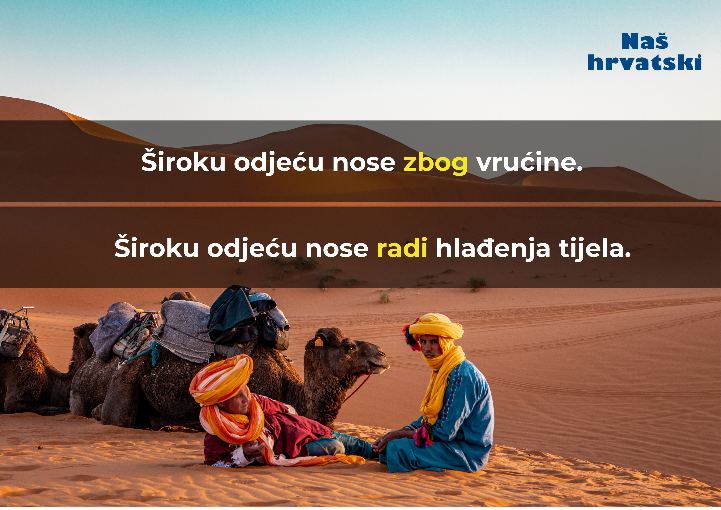 Naš
hrvatski
Široku odjeću nose zbog vrućine.
Široku odjeću nose radi hlađenja tijela.